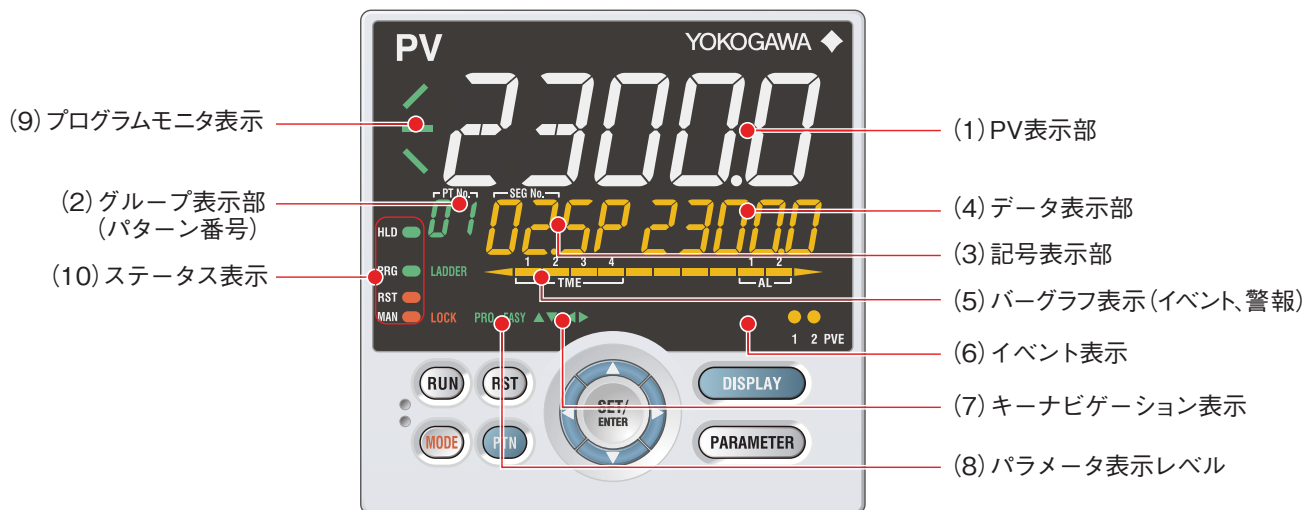 PV
YOKOGAWA
2300.0
(9)プログラムモニタ表示
(1)PV表示部
PT No.
SEG No.
(2)グループ表示部
(パターン番号)
01
02.SP 2300.0
(4)データ表示部
HLD
(3)記号表示部
1 2 3 4 1 2
(10)ステータス表示
PRG LADDER
TME AL
(5)バーグラフ表示(イベント、警報)
RST
MAN LOCK PRO EASY ▲▼◀▶
1 2 PVE
(6)イベント表示
RUN RST
DISPLAY
(7)キーナビゲーション表示
SET/
ENTER
MODE PTN
PARAMETER
(8)パラメータ表示レベル